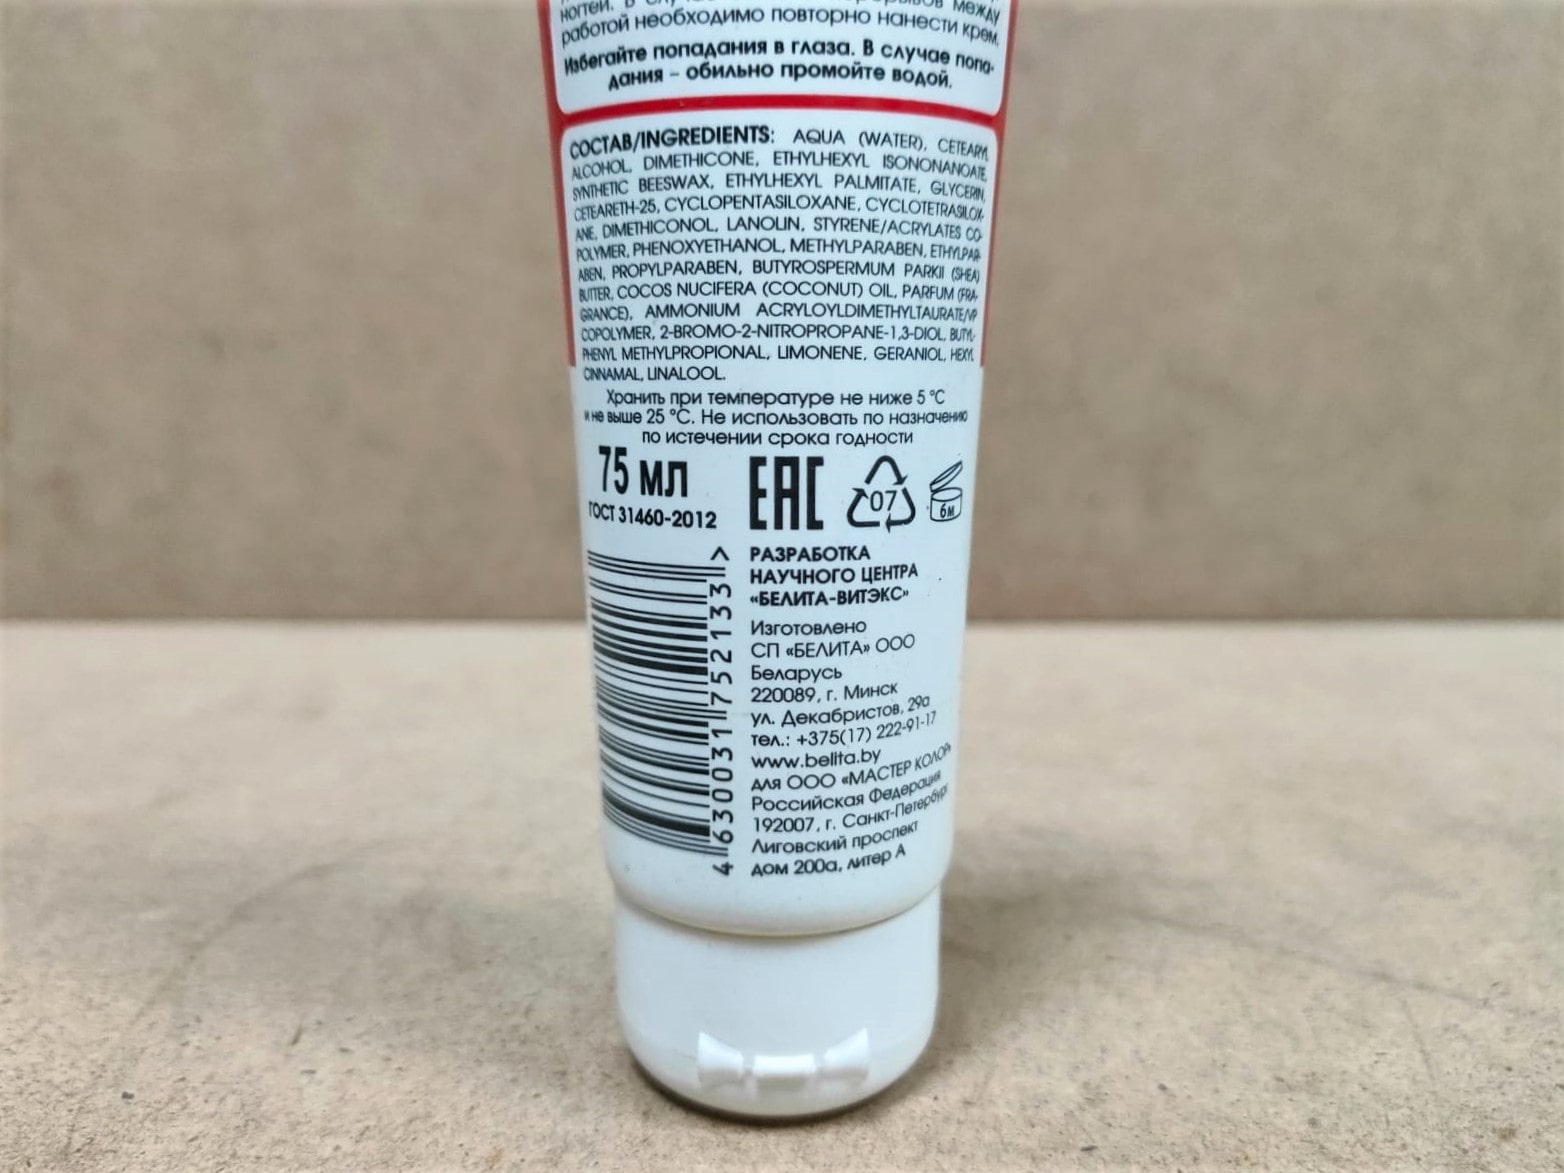 ногтей. В между
работой необходимо повторно нанести крем.
Избегайте попадания в глаза. В случае попа-
дания – обильно промойте водой.
СОСТАВ/INGREDIENTS: AQUA (WATER), CETEARYL
ALCOHOL, DIMETHICONE, ETHYLHEXYL ISONONANOATE,
SYNTHETIC BEESWAX, ETHYLHEXYL PALMITATE, GLYCERIN,
CETEARETH-25, CYCLOPENTASILOXANE, CYCLOTETRASILOX-
ANE, DIMETHICONOL, LANOLIN, STYRENE/ACRYLATES CO-
POLYMER, PHENOXYETHANOL, METHYLPARABEN, ETHYLPAR-
ABEN, PROPYLPARABEN, BUTYROSPERMUM PARKII (SHEA)
BUTTER, COCOS NUCIFERA (COCONUT) OIL, PARFUM (FRA-
GRANCE), AMMONIUM ACRYLOYLDIMETHYLTAURATE/VP
COPOLYMER, 2-BROMO-2-NITROPROPANE-1,3-DIOL, BUTYL-
PHENYL METHYLPROPIONAL, LIMONENE, GERANIOL, HEXYL
CINNAMAL, LINALOOL.
Хранить при температуре не ниже 5 °C
и не выше 25 °C. Не использовать по назначению
по истечении срока годности
75 мл
ГОСТ 31460-2012
EAC
07
6м
РАЗРАБОТКА
НАУЧНОГО ЦЕНТРА
«БЕЛИТА-ВИТЭКС»
Изготовлено
СП «БЕЛИТА» ООО
Беларусь
220089, г. Минск
ул. Декабристов, 29а
тел.: +375(17) 222-91-17
www.belita.by
для ООО «МАСТЕР КОЛОР»
Российская Федерация
192007, г. Санкт-Петербург
Лиговский проспект
дом 200а, литер А
4630031752133 >